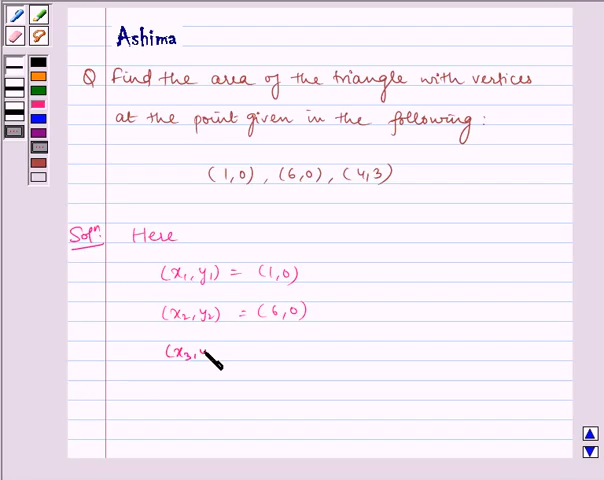 Ashima
Q Find the area of the triangle with vertices
at the point given in the following :
(1,0) , (6,0) , (4,3)
Solⁿ. Here
(x₁,y₁) = (1,0)
(x₂,y₂) = (6,0)
(x₃,